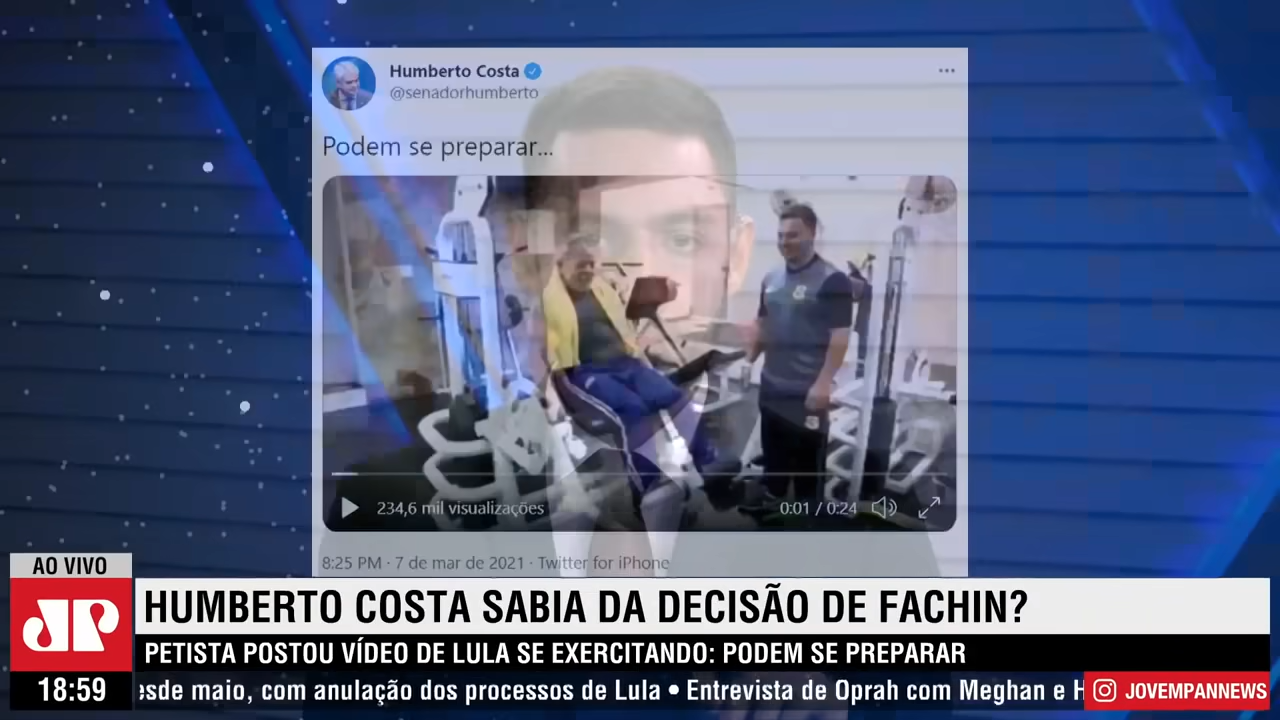 Humberto Costa
@senadorhumberto
Podem se preparar...
234,6 mil visualizações
0:01 / 0:24
8:25 PM · 7 de mar de 2021 · Twitter for iPhone
AO VIVO
JP
HUMBERTO COSTA SABIA DA DECISÃO DE FACHIN?
PETISTA POSTOU VÍDEO DE LULA SE EXERCITANDO: PODEM SE PREPARAR
18:59
esde maio, com anulação dos processos de Lula • Entrevista de Oprah com Meghan e H
JOVEMPANNEWS